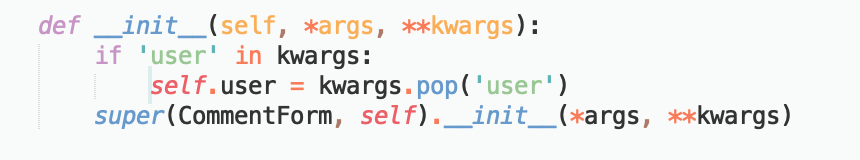 def __init__(self, *args, **kwargs):
    if 'user' in kwargs:
        self.user = kwargs.pop('user')
    super(CommentForm, self).__init__(*args, **kwargs)